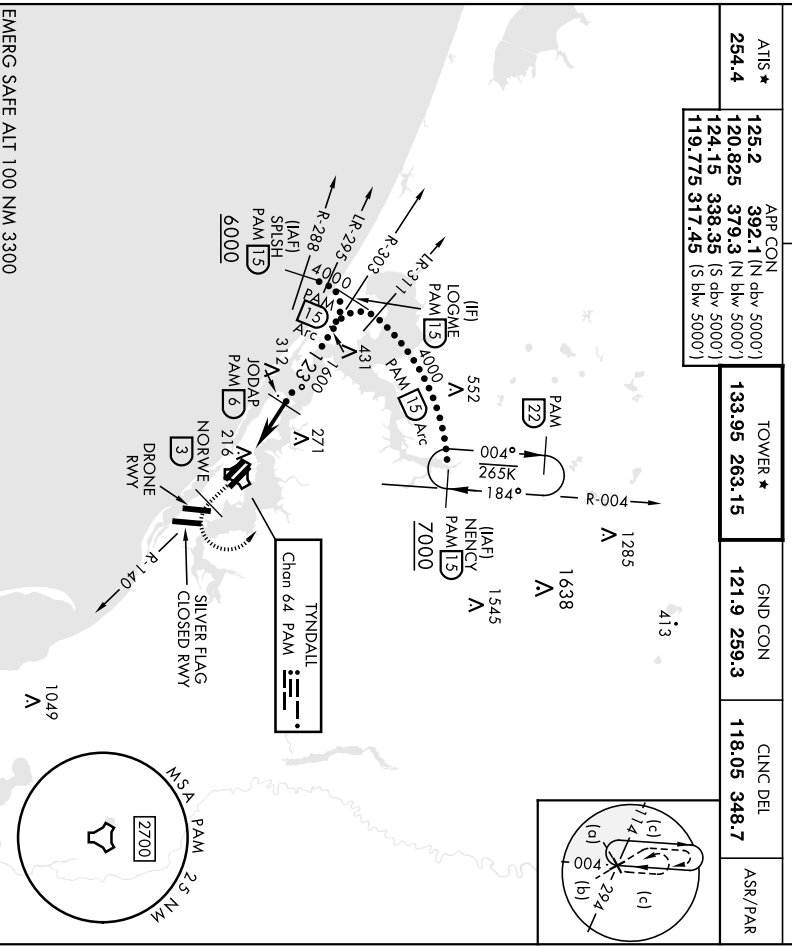 ATIS ★
254.4
APP CON
125.2 392.1 (N abv 5000')
120.825 379.3 (N blw 5000')
124.15 338.35 (S abv 5000')
119.775 317.45 (S blw 5000')
TOWER ★
133.95 263.15
GND CON
121.9 259.3
CLNC DEL
118.05 348.7
ASR/PAR
413
1285
1638
1545
1049
R-004
PAM
22
004°
265K
184°
(IAF)
NENCY
PAM 15
7000
552
4000
PAM 15 Arc
(IF)
LOGME
PAM 15
LR-311
R-303
LR-295
R-288
(IAF)
SPLSH
PAM 15
6000
4000
PAM
15
Arc
431
1600
123°
312
JODAP
PAM 6
271
216
NORWE
3
DRONE
RWY
R-140
SILVER FLAG
CLOSED RWY
TYNDALL
Chan 64 PAM
114
(c)
(a)
004
(b)
294
(c)
MSA PAM 25 NM
2700
EMERG SAFE ALT 100 NM 3300